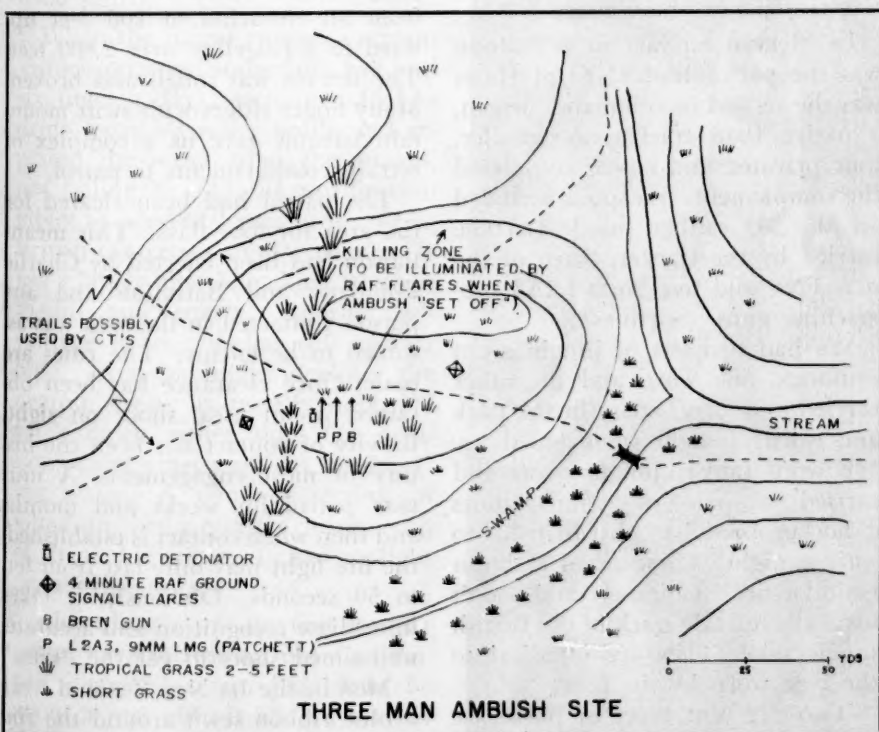 KILLING ZONE
(TO BE ILLUMINATED BY
RAFFLARES WHEN
AMBUSH "SET OFF")
TRAILS POSSIBLY
USED BY CT'S
STREAM
SWAMP
ELECTRIC DETONATOR
4 MINUTE RAF GROUND
SIGNAL FLARES
BREN GUN
L2A3, 9MM LMG (PATCHETT)
TROPICAL GRASS 2-5 FEET
SHORT GRASS
0 25 50 YDS
THREE MAN AMBUSH SITE